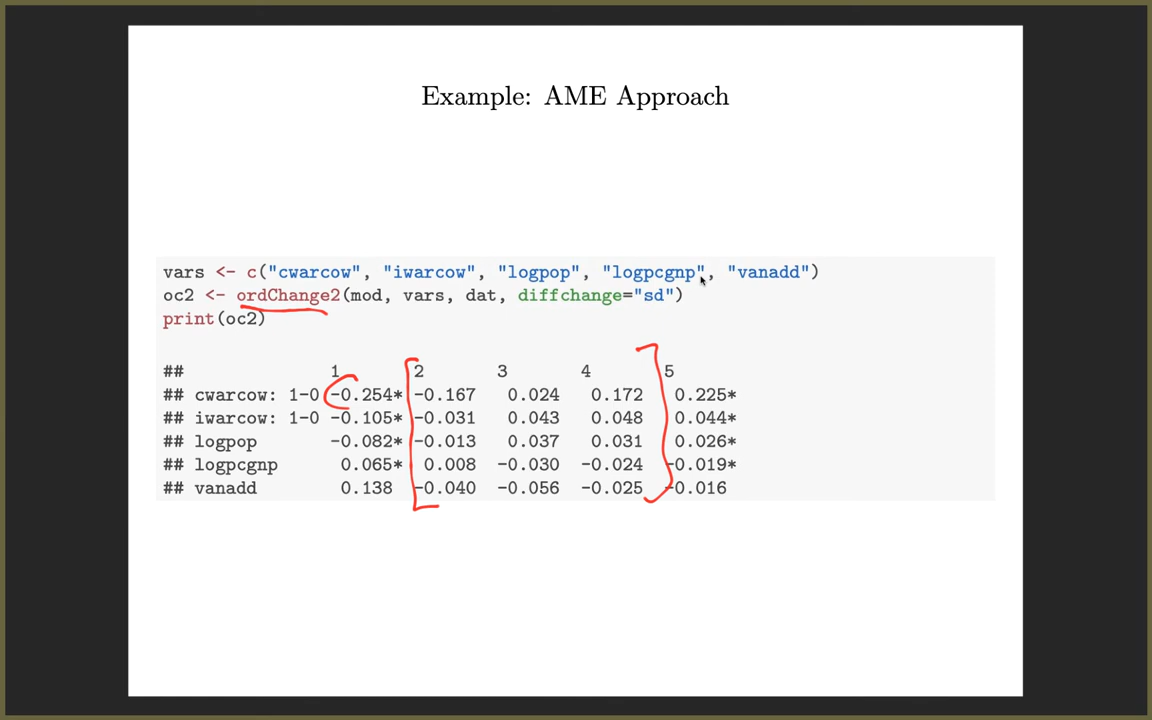 Example: AME Approach
vars <- c("cwarcow", "iwarcow", "logpop", "logpcgnp", "vanadd")
oc2 <- ordChange2(mod, vars, dat, diffchange="sd")
print(oc2)
## 1 2 3 4 5
## cwarcow: 1-0 -0.254* -0.167 0.024 0.172 0.225*
## iwarcow: 1-0 -0.105* -0.031 0.043 0.048 0.044*
## logpop -0.082* -0.013 0.037 0.031 0.026*
## logpcgnp 0.065* 0.008 -0.030 -0.024 -0.019*
## vanadd 0.138 -0.040 -0.056 -0.025 -0.016